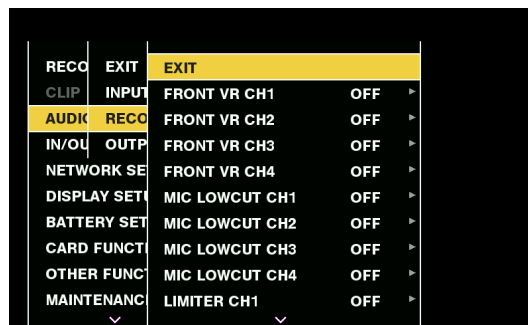 RECO EXIT EXIT
CLIP INPUT FRONT VR CH1 OFF
AUDIO RECO FRONT VR CH2 OFF
IN/OU OUTP FRONT VR CH3 OFF
NETWORK SE FRONT VR CH4 OFF
DISPLAY SETU MIC LOWCUT CH1 OFF
BATTERY SET MIC LOWCUT CH2 OFF
CARD FUNCTI MIC LOWCUT CH3 OFF
OTHER FUNC MIC LOWCUT CH4 OFF
MAINTENANC LIMITER CH1 OFF